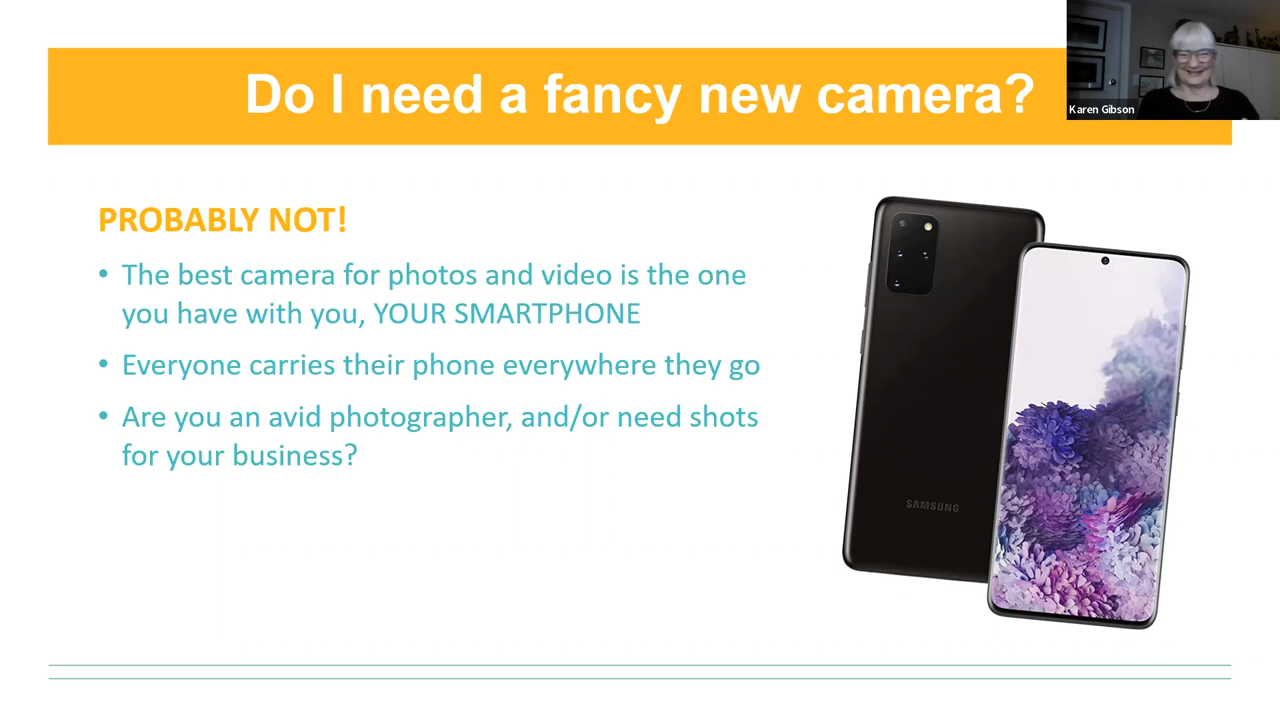 Do I need a fancy new camera?
Karen Gibson
PROBABLY NOT!
• The best camera for photos and video is the one
you have with you, YOUR SMARTPHONE
• Everyone carries their phone everywhere they go
• Are you an avid photographer, and/or need shots
for your business?
SAMSUNG